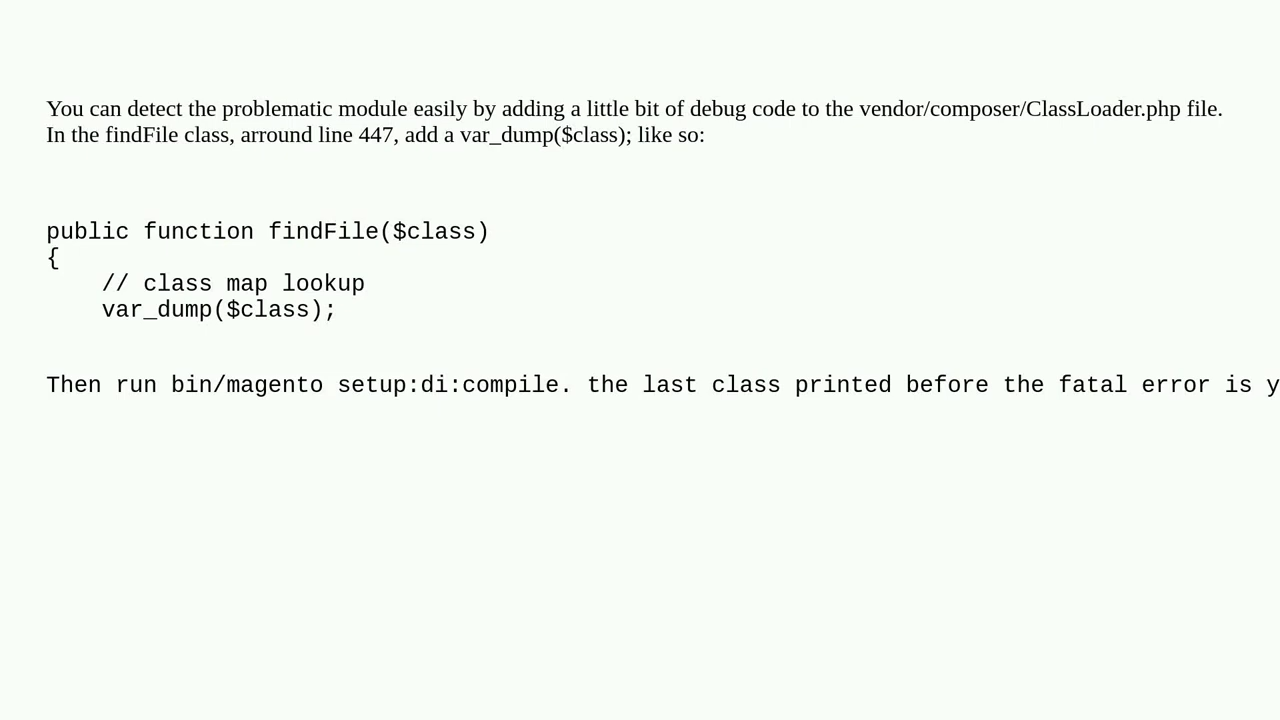 You can detect the problematic module easily by adding a little bit of debug code to the vendor/composer/ClassLoader.php file.
In the findFile class, arround line 447, add a var_dump($class); like so:
public function findFile($class)
{
    // class map lookup
    var_dump($class);
Then run bin/magento setup:di:compile. the last class printed before the fatal error is